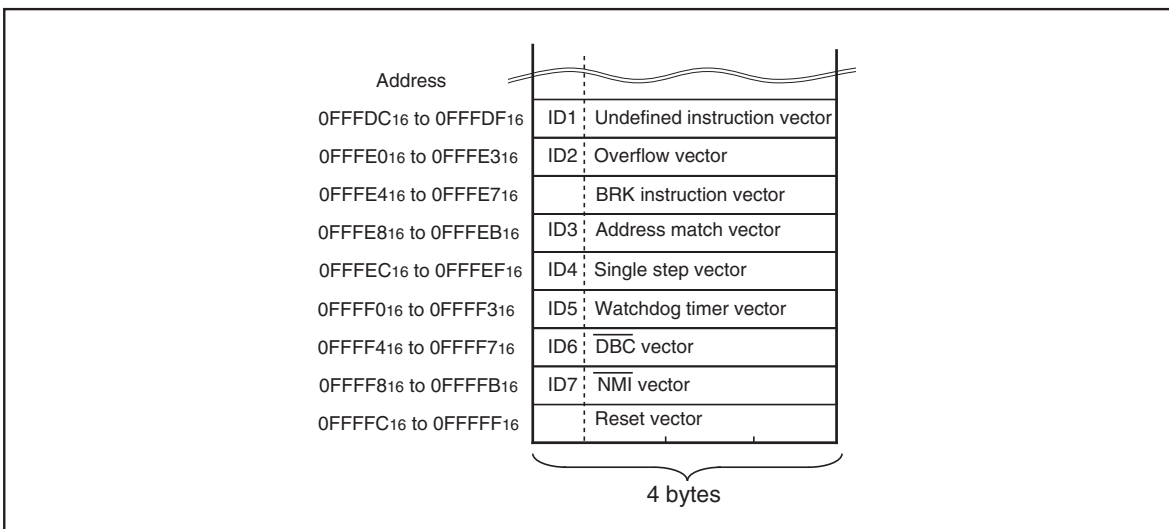 Address
0FFFDC16 to 0FFFDF16 ID1 Undefined instruction vector
0FFFE016 to 0FFFE316 ID2 Overflow vector
0FFFE416 to 0FFFE716 BRK instruction vector
0FFFE816 to 0FFFEB16 ID3 Address match vector
0FFFEC16 to 0FFFEF16 ID4 Single step vector
0FFFF016 to 0FFFF316 ID5 Watchdog timer vector
0FFFF416 to 0FFFF716 ID6 D̅B̅C̅ vector
0FFFF816 to 0FFFFB16 ID7 N̅M̅I̅ vector
0FFFFC16 to 0FFFFF16 Reset vector
4 bytes